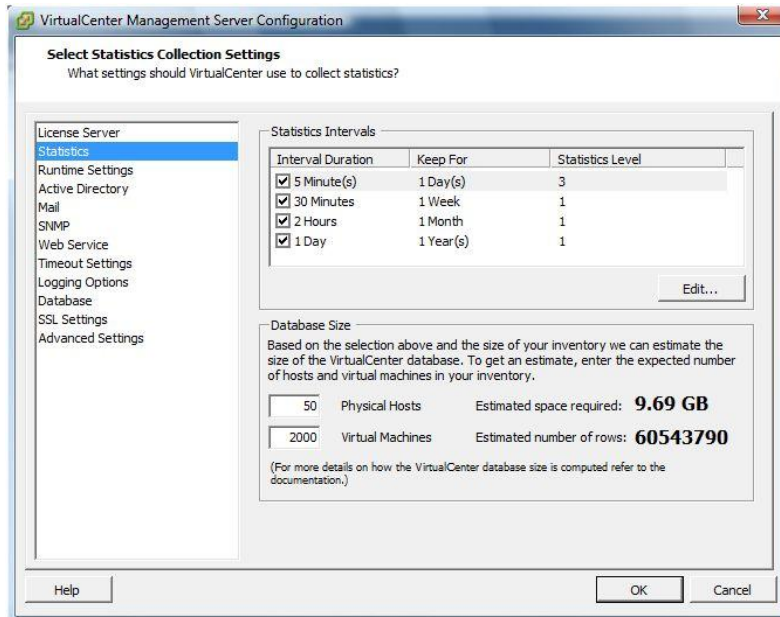 VirtualCenter Management Server Configuration
Select Statistics Collection Settings
What settings should VirtualCenter use to collect statistics?
License Server
Statistics
Runtime Settings
Active Directory
Mail
SNMP
Web Service
Timeout Settings
Logging Options
Database
SSL Settings
Advanced Settings
Statistics Intervals
Interval Duration Keep For Statistics Level
5 Minute(s) 1 Day(s) 3
30 Minutes 1 Week 1
2 Hours 1 Month 1
1 Day 1 Year(s) 1
Edit...
Database Size
Based on the selection above and the size of your inventory we can estimate the
size of the VirtualCenter database. To get an estimate, enter the expected number
of hosts and virtual machines in your inventory.
50 Physical Hosts Estimated space required: 9.69 GB
2000 Virtual Machines Estimated number of rows: 60543790
(For more details on how the VirtualCenter database size is computed refer to the
documentation.)
Help OK Cancel